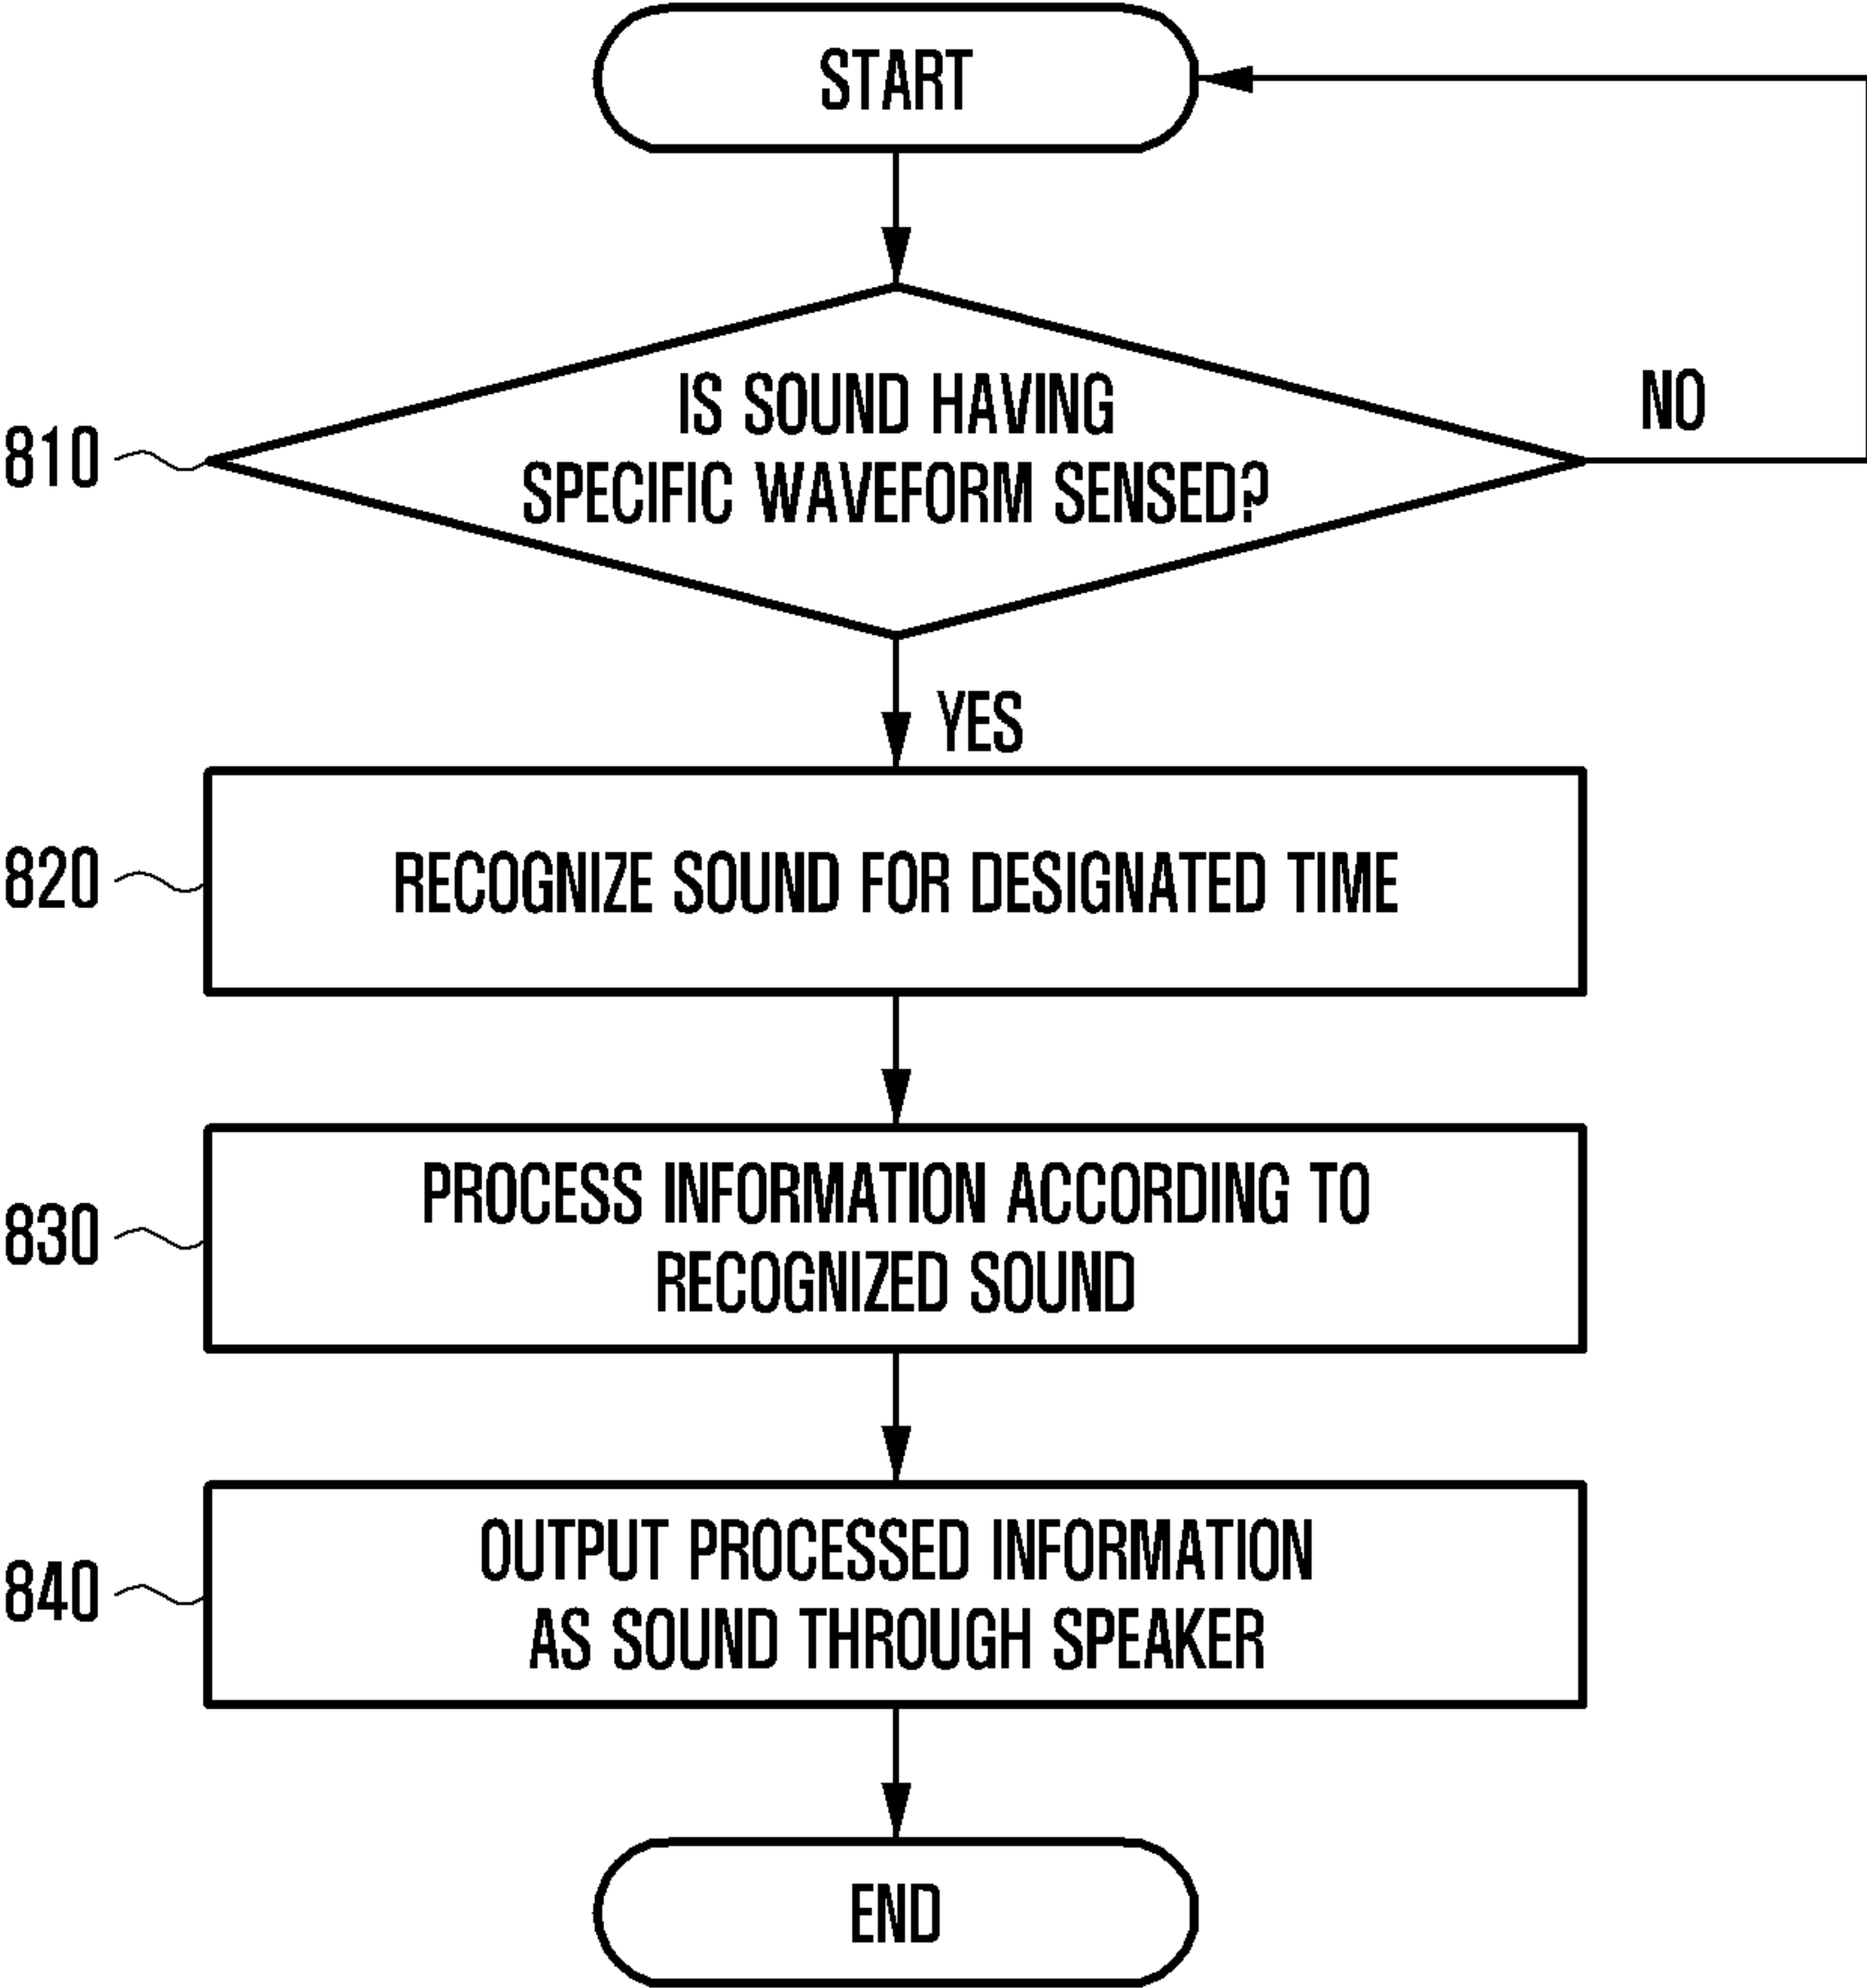 START
IS SOUND HAVING
NO
810
SPECIFIC WAVEFORM SENSED?
YES
820
RECOGNIZE SOUND FOR DESIGNATED TIME
PROCESS INFORMATION ACCORDING TO
830
RECOGNIZED SOUND
OUTPUT PROCESSED INFORMATION
840
AS SOUND THROUGH SPEAKER
END